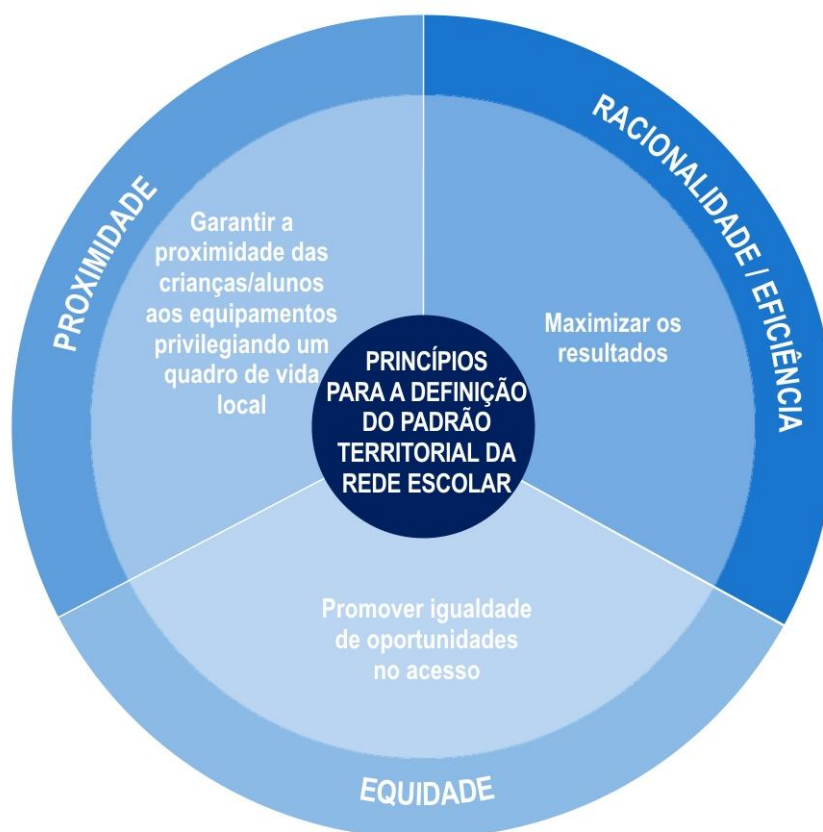 PROXIMIDADE
Garantir a
proximidade das
crianças/alunos
aos equipamentos
privilegiando um
quadro de vida
local
RACIONALIDADE / EFICIÊNCIA
Maximizar os
resultados
PRINCÍPIOS
PARA A DEFINIÇÃO
DO PADRÃO
TERRITORIAL DA
REDE ESCOLAR
Promover igualdade
de oportunidades
no acesso
EQUIDADE